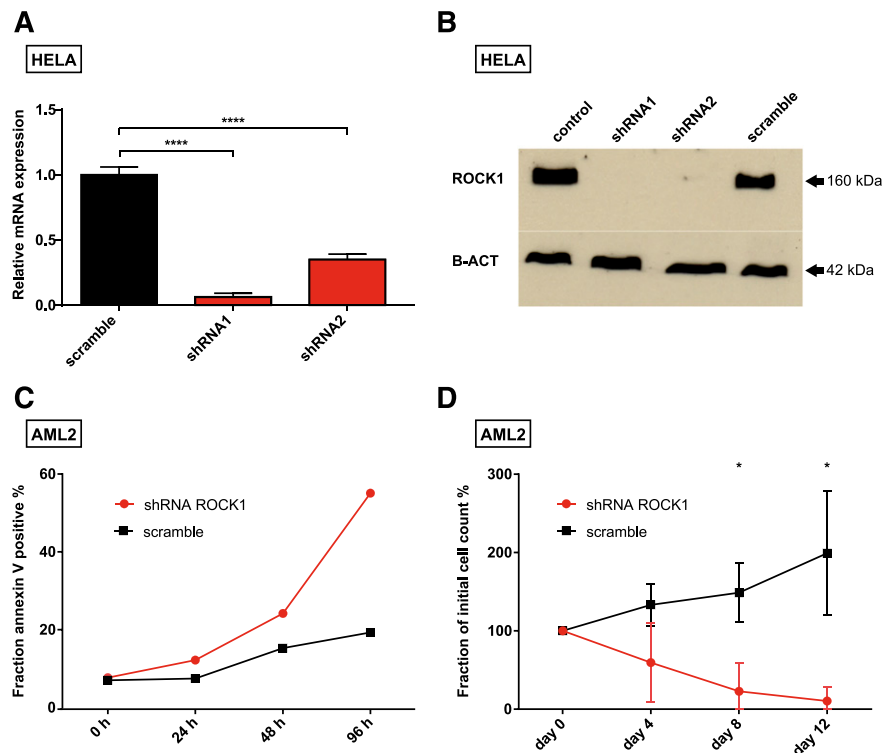 A
HELA
Relative mRNA expression
1.5
1.0
0.5
0.0
****
****
scramble
shRNA1
shRNA2
B
HELA
control
shRNA1
shRNA2
scramble
ROCK1
160 kDa
B-ACT
42 kDa
C
AML2
Fraction annexin V positive %
60
40
20
0
shRNA ROCK1
scramble
0 h
24 h
48 h
96 h
D
AML2
Fraction of initial cell count %
300
200
100
0
shRNA ROCK1
scramble
*
*
day 0
day 4
day 8
day 12